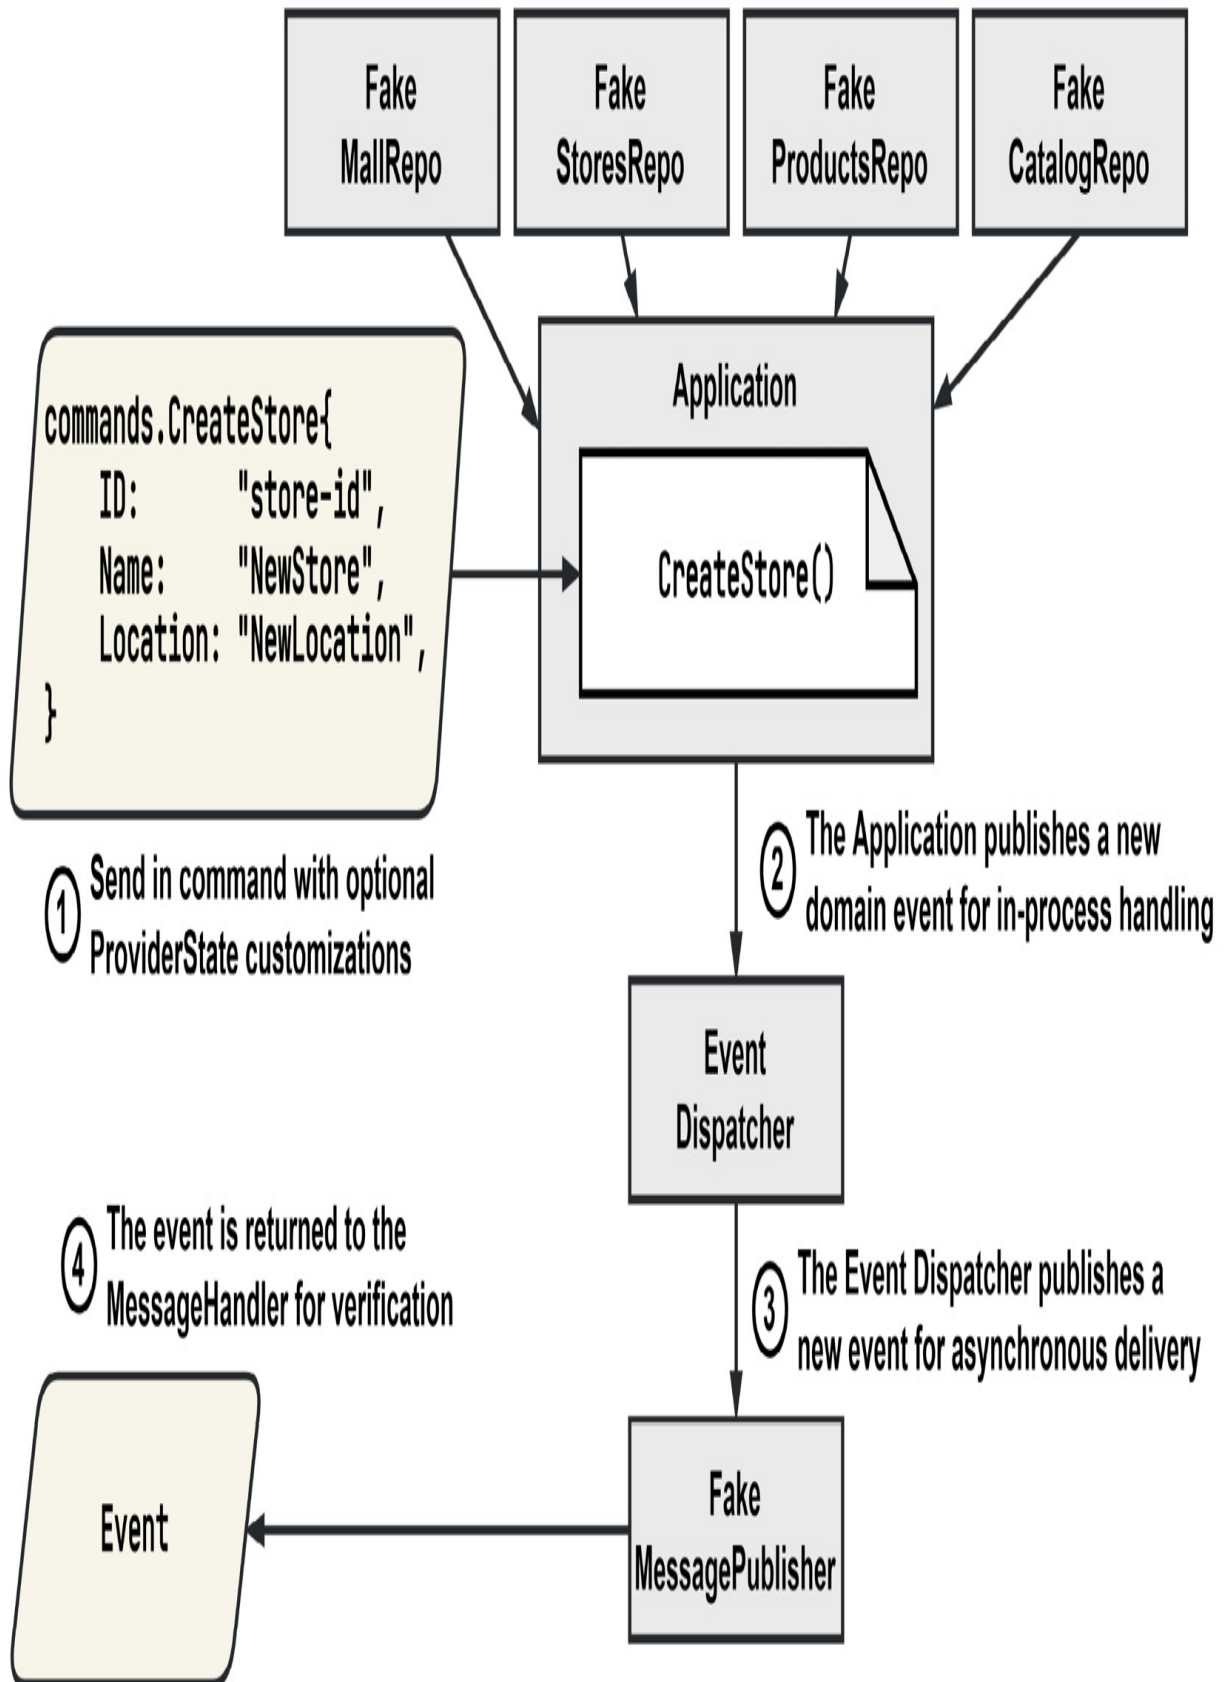 Fake
MallRepo
Fake
StoresRepo
Fake
ProductsRepo
Fake
CatalogRepo
commands.CreateStore{
    ID:       "store-id",
    Name:     "NewStore",
    Location: "NewLocation",
}
Application
CreateStore()
1
Send in command with optional
ProviderState customizations
2
The Application publishes a new
domain event for in-process handling
Event
Dispatcher
3
The Event Dispatcher publishes a
new event for asynchronous delivery
4
The event is returned to the
MessageHandler for verification
Fake
MessagePublisher
Event